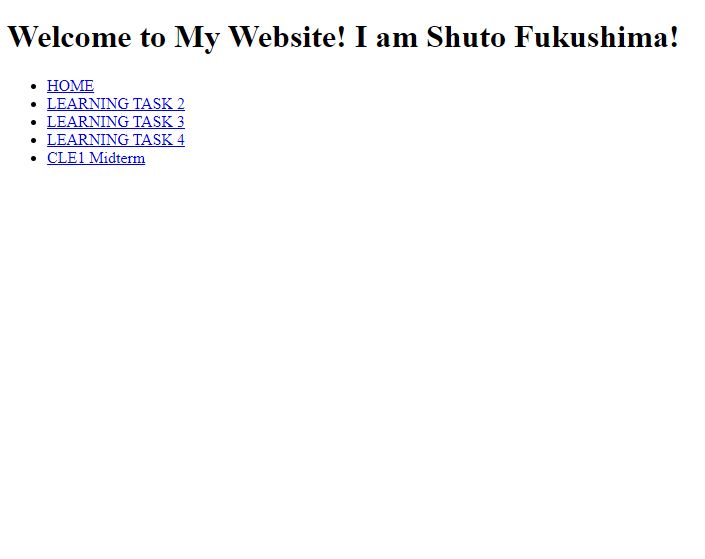 Welcome to My Website! I am Shuto Fukushima!
HOME
LEARNING TASK 2
LEARNING TASK 3
LEARNING TASK 4
CLE1 Midterm